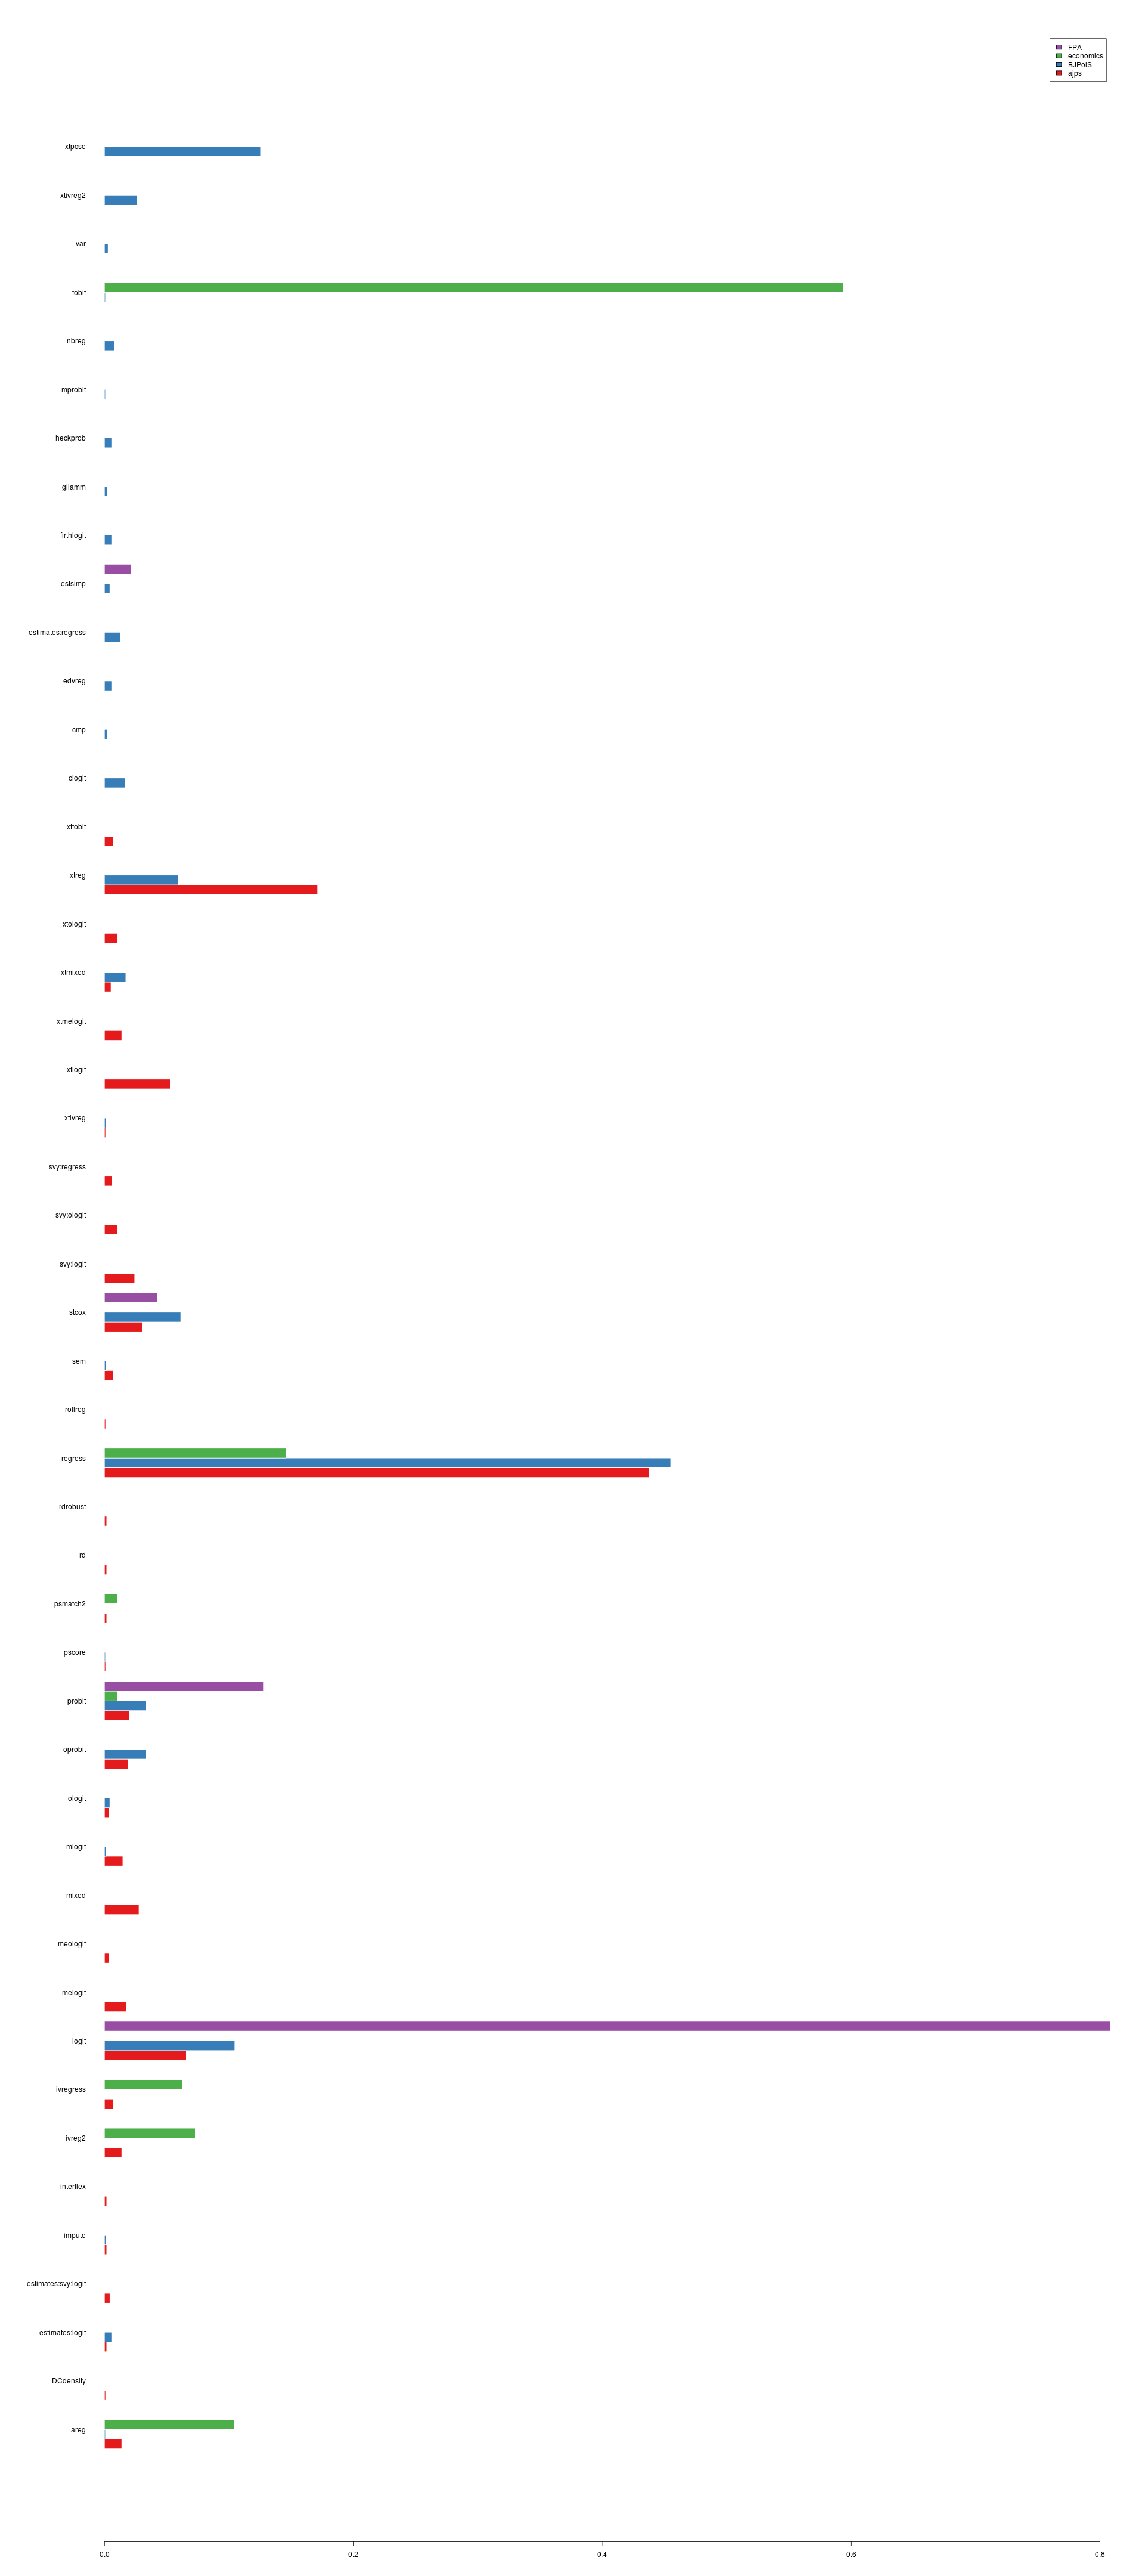 FPA
economics
BJPolS
ajps
xtpcse
xtivreg2
var
tobit
nbreg
mprobit
heckprob
gllamm
firthlogit
estsimp
estimates:regress
edvreg
cmp
clogit
xttobit
xtreg
xtologit
xtmixed
xtmelogit
xtlogit
xtivreg
svy:regress
svy:ologit
svy:logit
stcox
sem
rollreg
regress
rdrobust
rd
psmatch2
pscore
probit
oprobit
ologit
mlogit
mixed
meologit
melogit
logit
ivregress
ivreg2
interflex
impute
estimates:svy:logit
estimates:logit
DCdensity
areg
0.0 0.2 0.4 0.6 0.8